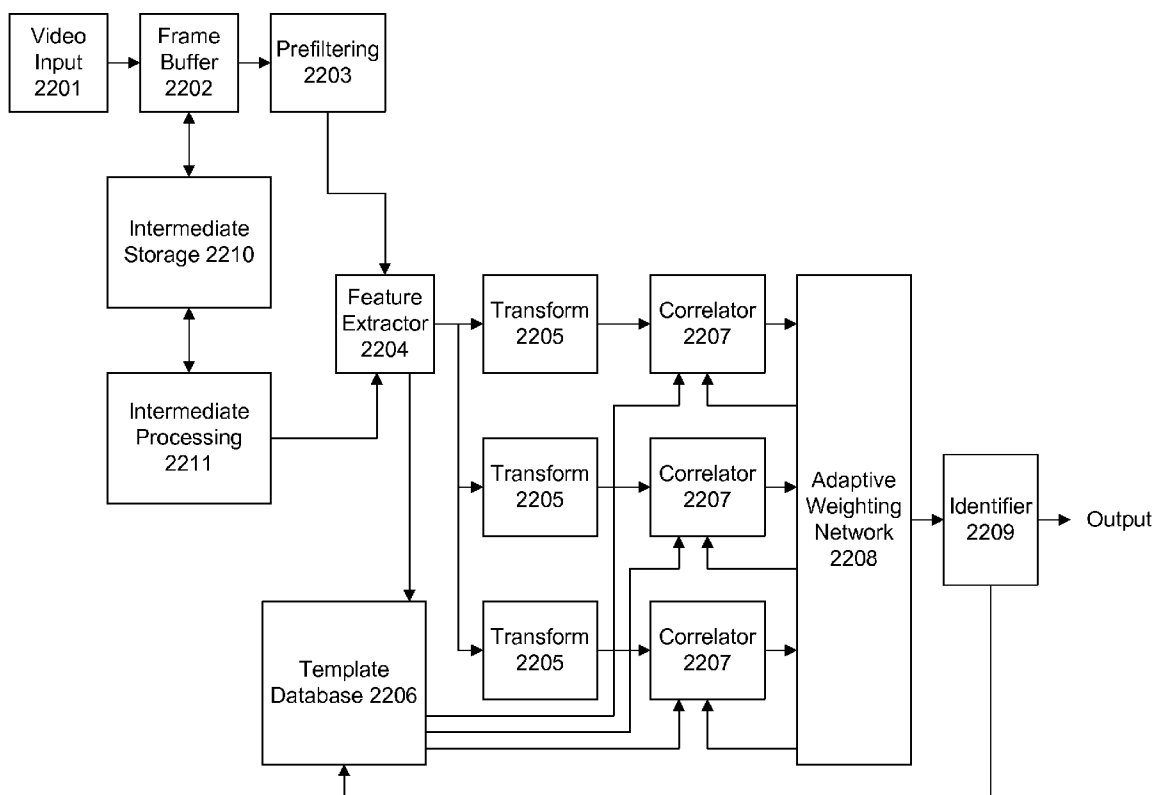 Video
Input
2201
Frame
Buffer
2202
Prefiltering
2203
Intermediate
Storage 2210
Intermediate
Processing
2211
Feature
Extractor
2204
Transform
2205
Correlator
2207
Transform
2205
Correlator
2207
Transform
2205
Correlator
2207
Adaptive
Weighting
Network
2208
Identifier
2209
Output
Template
Database 2206